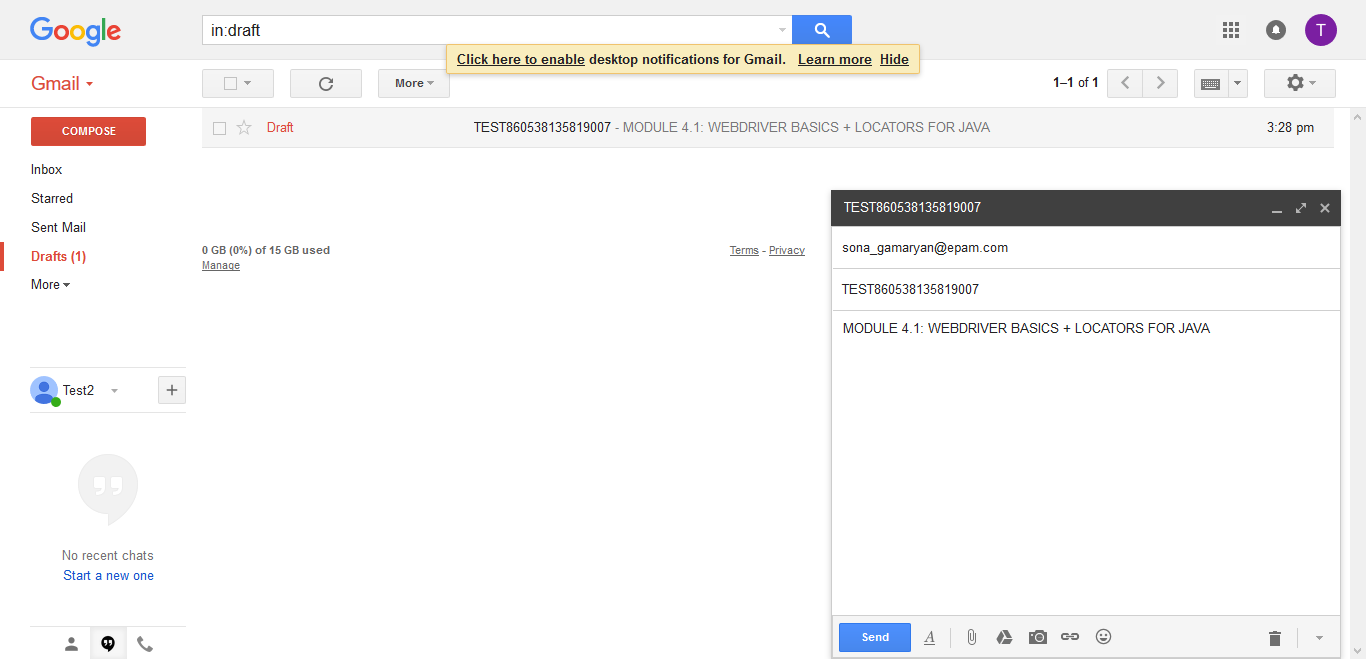 Google
in:draft
T
Click here to enable desktop notifications for Gmail. Learn more Hide
Gmail
More
1–1 of 1
COMPOSE
Draft TEST860538135819007 - MODULE 4.1: WEBDRIVER BASICS + LOCATORS FOR JAVA 3:28 pm
Inbox
Starred
Sent Mail
Drafts (1)
More
0 GB (0%) of 15 GB used
Manage
Terms - Privacy
TEST860538135819007
sona_gamaryan@epam.com
TEST860538135819007
MODULE 4.1: WEBDRIVER BASICS + LOCATORS FOR JAVA
Test2
No recent chats
Start a new one
Send
A